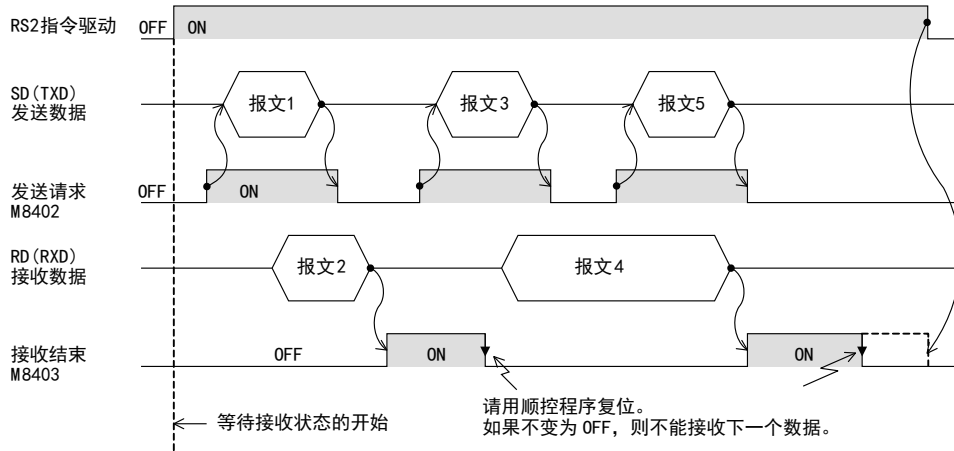 RS2指令驱动
OFF
ON
SD(TXD)
发送数据
报文1
报文3
报文5
发送请求
M8402
OFF
ON
RD(RXD)
接收数据
报文2
报文4
接收结束
M8403
OFF
ON
ON
等待接收状态的开始
请用顺控程序复位。
如果不变为 OFF，则不能接收下一个数据。